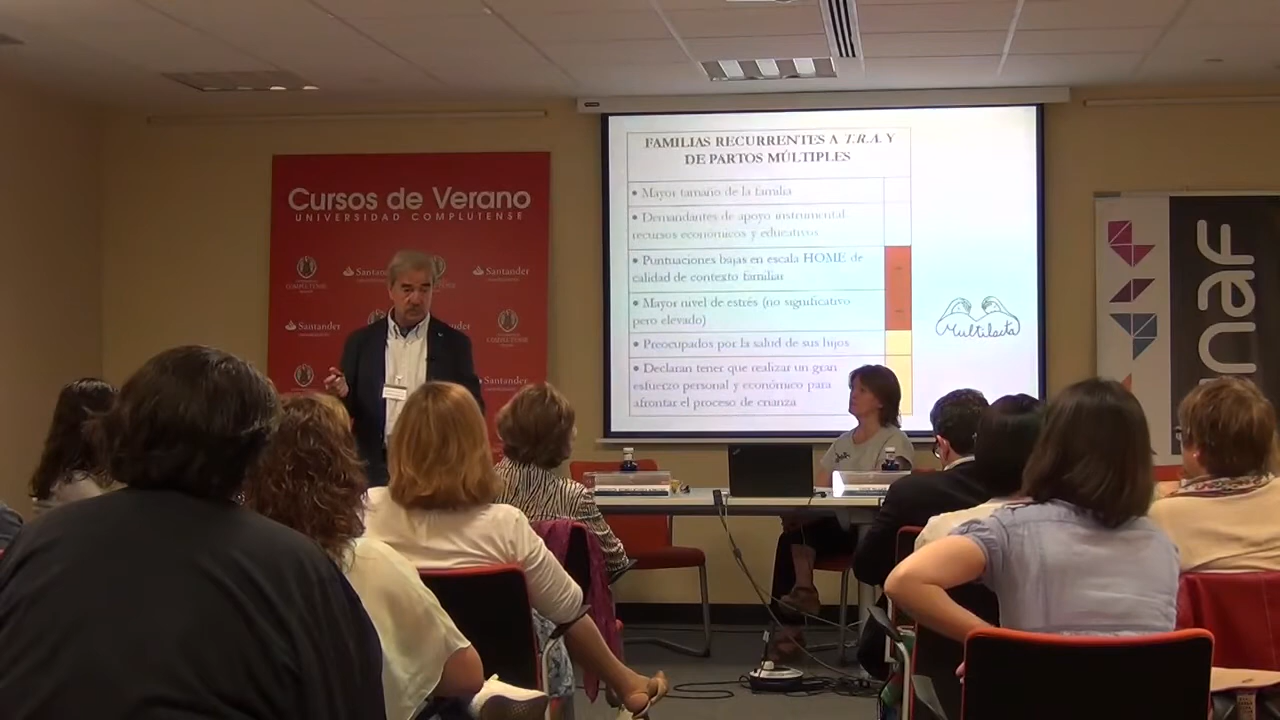 Cursos de Verano
UNIVERSIDAD COMPLUTENSE
Santander
Santander
Santander
Santander
FAMILIAS RECURRENTES A T.R.A. Y
DE PARTOS MÚLTIPLES
• Mayor tamaño de la familia
• Demandantes de apoyo instrumental
recursos económicos y educativos
• Puntuaciones bajas en escala HOME de
calidad de contexto familiar
• Mayor nivel de estrés (no significativo
pero elevado)
• Preocupados por la salud de sus hijos
• Declaran tener que realizar un gran
esfuerzo personal y económico para
afrontar el proceso de crianza
Multilacta
naf